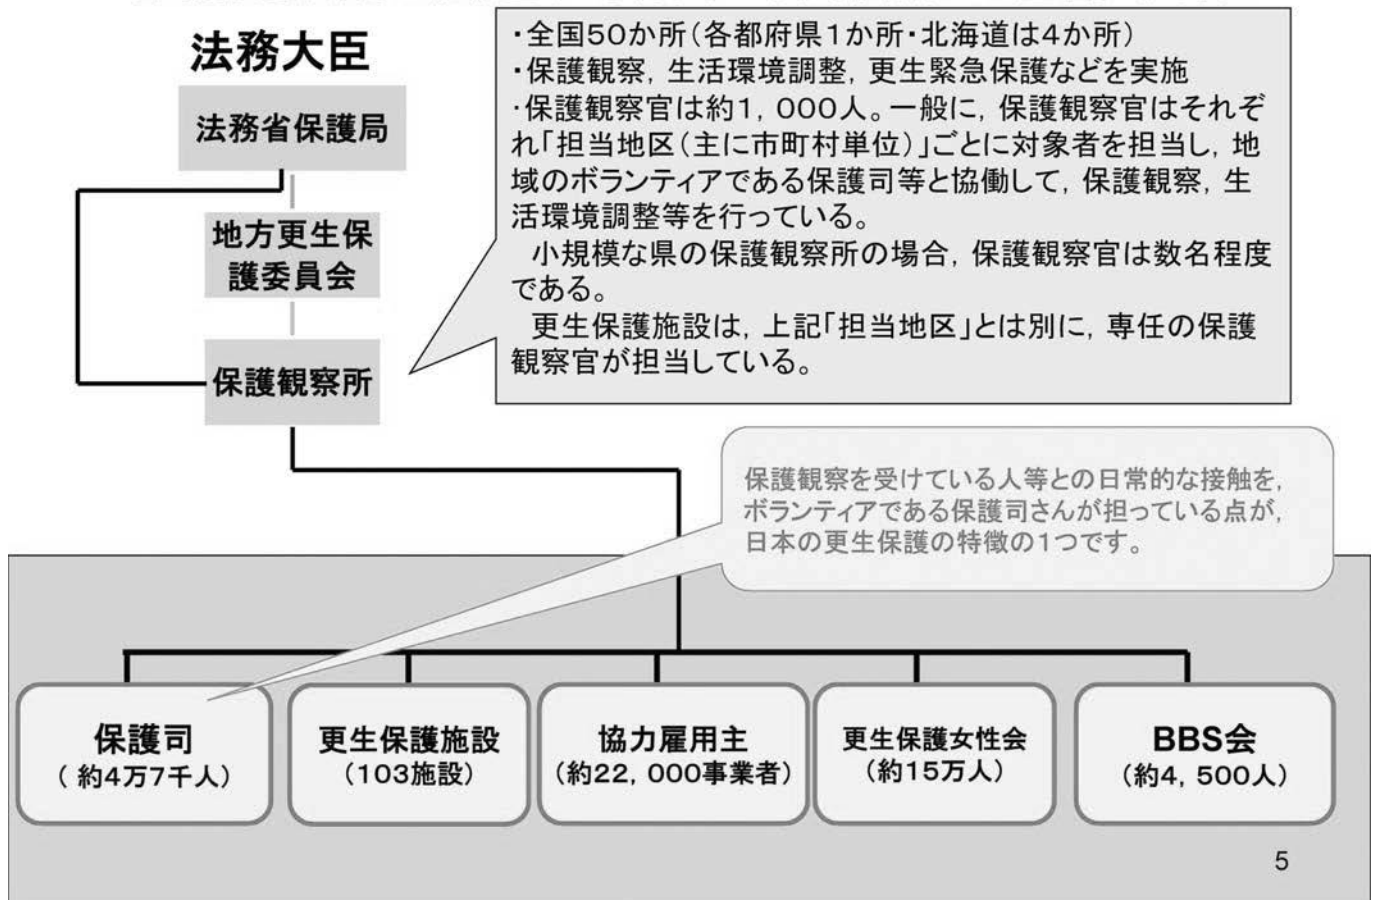 法務大臣
法務省保護局
地方更生保
護委員会
保護観察所
・全国50か所(各都府県1か所・北海道は4か所)
・保護観察, 生活環境調整, 更生緊急保護などを実施
・保護観察官は約1, 000人。一般に, 保護観察官はそれぞ
れ「担当地区(主に市町村単位)」ごとに対象者を担当し, 地
域のボランティアである保護司等と協働して, 保護観察, 生
活環境調整等を行っている。
小規模な県の保護観察所の場合, 保護観察官は数名程度
である。
更生保護施設は, 上記「担当地区」とは別に, 専任の保護
観察官が担当している。
保護観察を受けている人等との日常的な接触を,
ボランティアである保護司さんが担っている点が,
日本の更生保護の特徴の1つです。
保護司
( 約4万7千人)
更生保護施設
(103施設)
協力雇用主
(約22, 000事業者)
更生保護女性会
(約15万人)
BBS会
(約4, 500人)
5